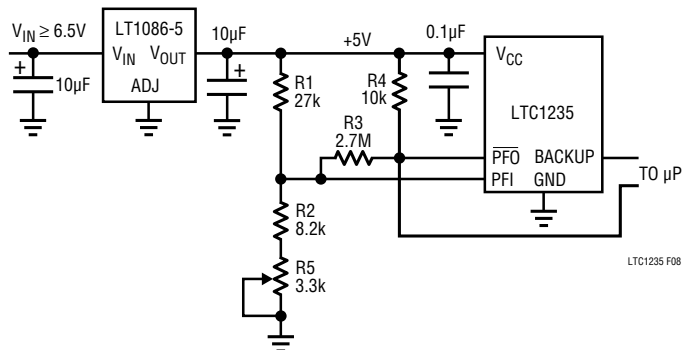 V_IN ≥ 6.5V
LT1086-5
V_IN V_OUT
ADJ
+
10µF
10µF
+
R1
27k
+5V
R4
10k
R3
2.7M
0.1µF
V_CC
LTC1235
P̅F̅O̅ BACKUP
PFI GND
TO µP
R2
8.2k
R5
3.3k
LTC1235 F08